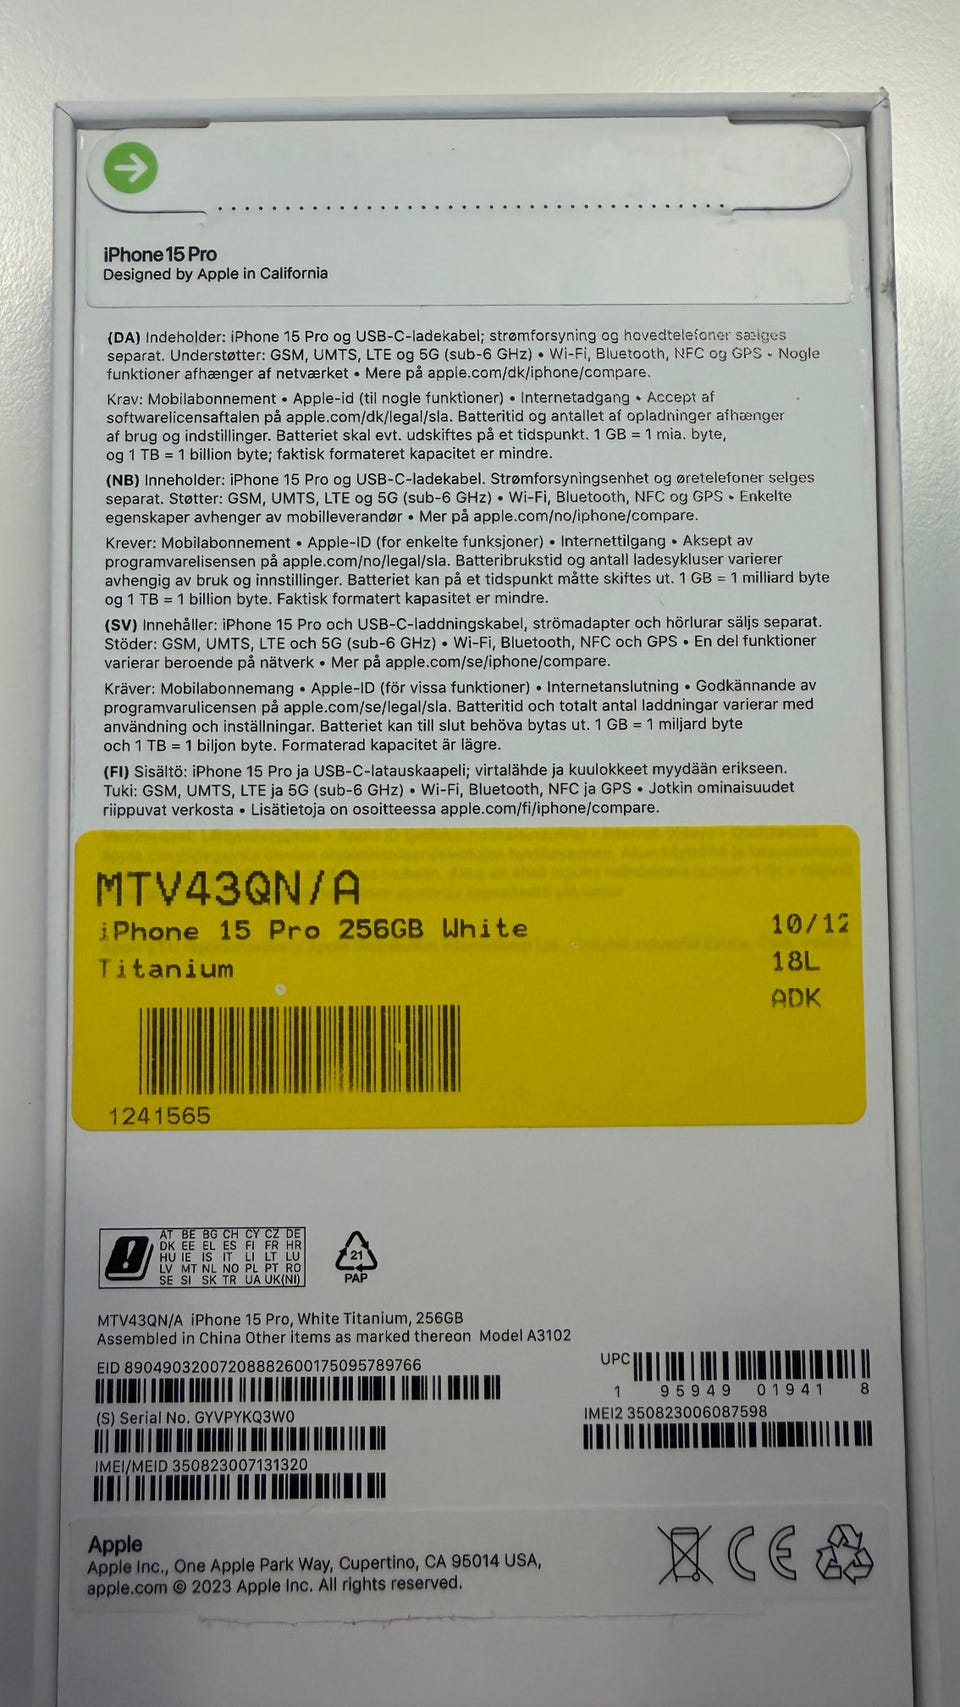 iPhone 15 Pro
Designed by Apple in California
(DA) Indeholder: iPhone 15 Pro og USB-C-ladekabel; strømforsyning og hovedtelefoner sælges
separat. Understøtter: GSM, UMTS, LTE og 5G (sub-6 GHz) • Wi-Fi, Bluetooth, NFC og GPS • Nogle
funktioner afhænger af netværket • Mere på apple.com/dk/iphone/compare.
Krav: Mobilabonnement • Apple-id (til nogle funktioner) • Internetadgang • Accept af
softwarelicensaftalen på apple.com/dk/legal/sla. Batteritid og antallet af opladninger afhænger
af brug og indstillinger. Batteriet skal evt. udskiftes på et tidspunkt. 1 GB = 1 mia. byte,
og 1 TB = 1 billion byte; faktisk formateret kapacitet er mindre.
(NB) Inneholder: iPhone 15 Pro og USB-C-ladekabel. Strømforsyningsenhet og øretelefoner selges
separat. Støtter: GSM, UMTS, LTE og 5G (sub-6 GHz) • Wi-Fi, Bluetooth, NFC og GPS • Enkelte
egenskaper avhenger av mobilleverandør • Mer på apple.com/no/iphone/compare.
Krever: Mobilabonnement • Apple-ID (for enkelte funksjoner) • Internettilgang • Aksept av
programvarelisensen på apple.com/no/legal/sla. Batteribrukstid og antall ladesykluser varierer
avhengig av bruk og innstillinger. Batteriet kan på et tidspunkt måtte skiftes ut. 1 GB = 1 milliard byte
og 1 TB = 1 billion byte. Faktisk formatert kapasitet er mindre.
(SV) Innehåller: iPhone 15 Pro och USB-C-laddningskabel, strömadapter och hörlurar säljs separat.
Stöder: GSM, UMTS, LTE och 5G (sub-6 GHz) • Wi-Fi, Bluetooth, NFC och GPS • En del funktioner
varierar beroende på nätverk • Mer på apple.com/se/iphone/compare.
Kräver: Mobilabonnemang • Apple-ID (för vissa funktioner) • Internetanslutning • Godkännande av
programvarulicensen på apple.com/se/legal/sla. Batteritid och totalt antal laddningar varierar med
användning och inställningar. Batteriet kan till slut behöva bytas ut. 1 GB = 1 miljard byte
och 1 TB = 1 biljon byte. Formaterad kapacitet är lägre.
(FI) Sisältö: iPhone 15 Pro ja USB-C-latauskaapeli; virtalähde ja kuulokkeet myydään erikseen.
Tuki: GSM, UMTS, LTE ja 5G (sub-6 GHz) • Wi-Fi, Bluetooth, NFC ja GPS • Jotkin ominaisuudet
riippuvat verkosta • Lisätietoja on osoitteessa apple.com/fi/iphone/compare.
MTV43QN/A
iPhone 15 Pro 256GB White
Titanium
10/12
18L
ADK
1241565
AT BE BG CH CY CZ DE
DK EE EL ES FI FR HR
HU IE IS IT LI LT LU
LV MT NL NO PL PT RO
SE SI SK TR UA UK(NI)
21
PAP
MTV43QN/A iPhone 15 Pro, White Titanium, 256GB
Assembled in China Other items as marked thereon Model A3102
EID 89049032007208882600175095789766
UPC
1 95949 01941 8
(S) Serial No. GYVPYKQ3W0
IMEI2 350823006087598
IMEI/MEID 350823007131320
Apple
Apple Inc., One Apple Park Way, Cupertino, CA 95014 USA,
apple.com © 2023 Apple Inc. All rights reserved.
CE